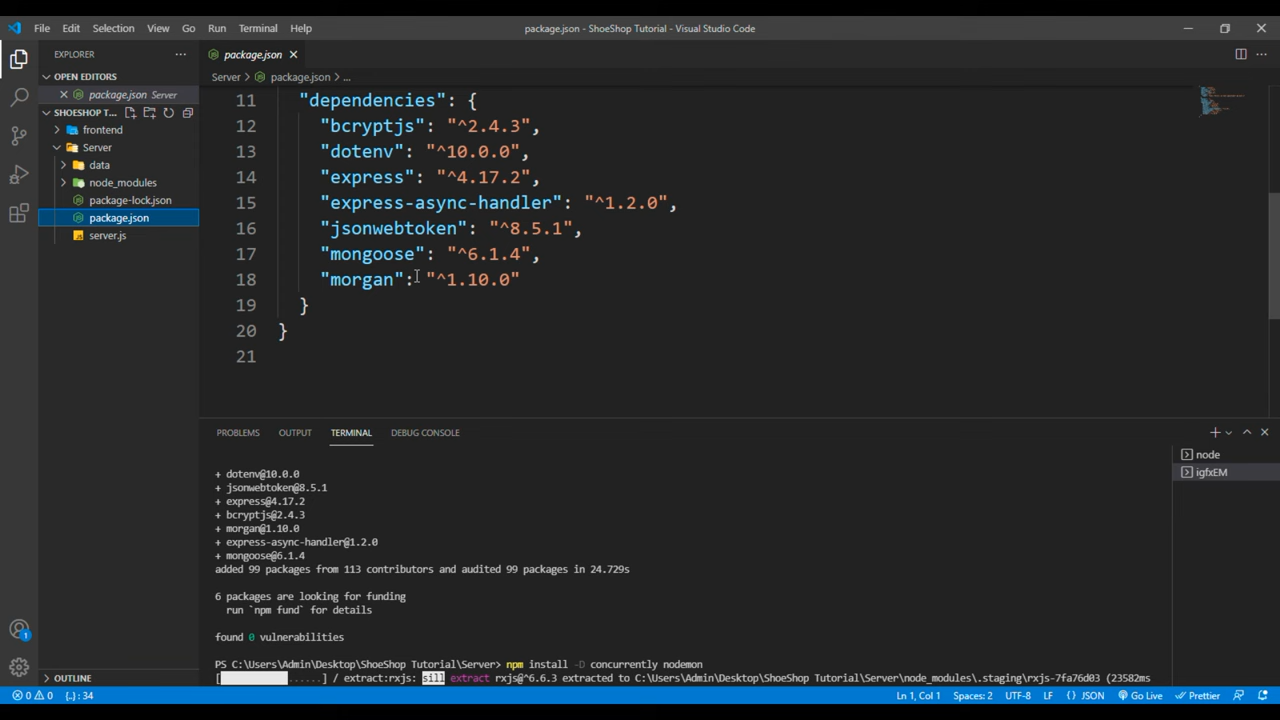 File Edit Selection View Go Run Terminal Help
package.json - ShoeShop Tutorial - Visual Studio Code
EXPLORER
OPEN EDITORS
package.json Server
SHOESHOP T...
frontend
Server
data
node_modules
package-lock.json
package.json
server.js
OUTLINE
package.json
Server > package.json > ...
11 "dependencies": {
12 "bcryptjs": "^2.4.3",
13 "dotenv": "^10.0.0",
14 "express": "^4.17.2",
15 "express-async-handler": "^1.2.0",
16 "jsonwebtoken": "^8.5.1",
17 "mongoose": "^6.1.4",
18 "morgan": "^1.10.0"
19 }
20 }
21
PROBLEMS OUTPUT TERMINAL DEBUG CONSOLE
+ dotenv@10.0.0
+ jsonwebtoken@8.5.1
+ express@4.17.2
+ bcryptjs@2.4.3
+ morgan@1.10.0
+ express-async-handler@1.2.0
+ mongoose@6.1.4
added 99 packages from 113 contributors and audited 99 packages in 24.729s
6 packages are looking for funding
run `npm fund` for details
found 0 vulnerabilities
PS C:\Users\Admin\Desktop\ShoeShop Tutorial\Server> npm install -D concurrently nodemon
[ ......] / extract:rxjs: sill extract rxjs@^6.6.3 extracted to C:\Users\Admin\Desktop\ShoeShop Tutorial\Server\node_modules\.staging\rxjs-7fa76d03 (23582ms
node
igfxEM
1
0 0 {..} : 34
Ln 1, Col 1 Spaces: 2 UTF-8 LF {} JSON Go Live Prettier